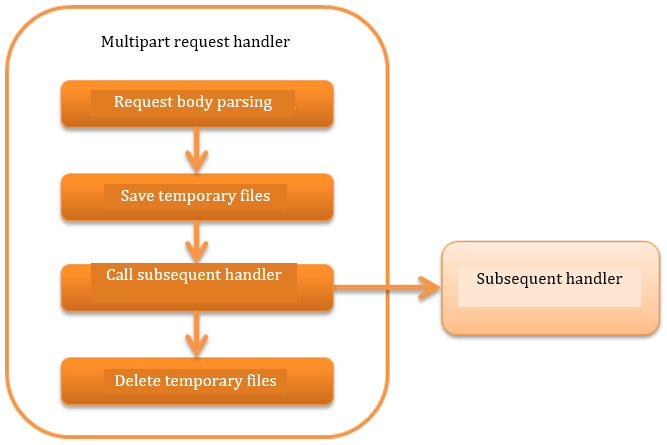 Multipart request handler
Request body parsing
Save temporary files
Call subsequent handler
Subsequent handler
Delete temporary files